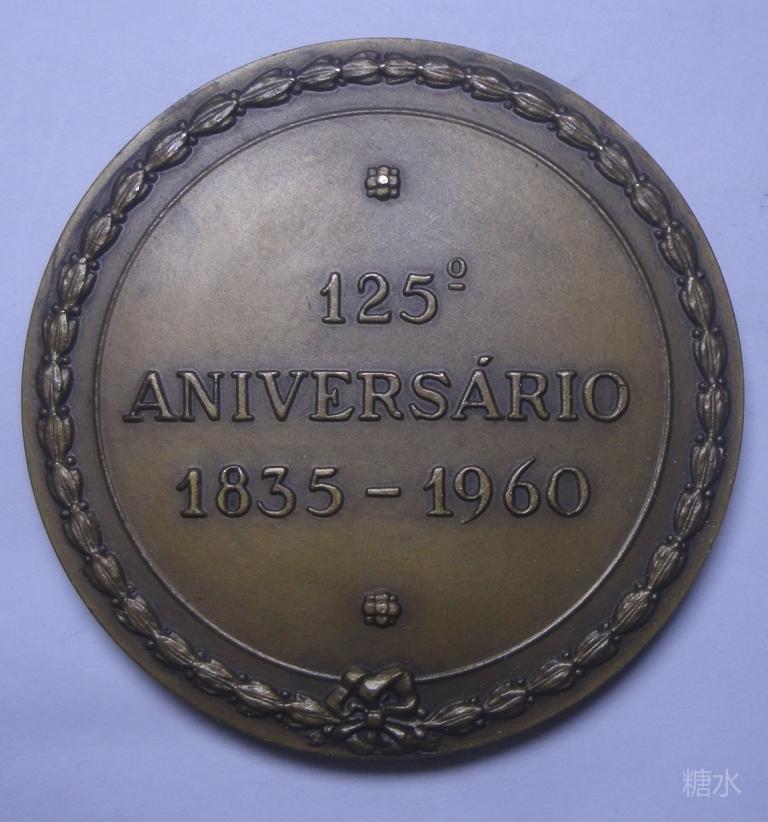 125º
ANIVERSÁRIO
1835 - 1960
糖水